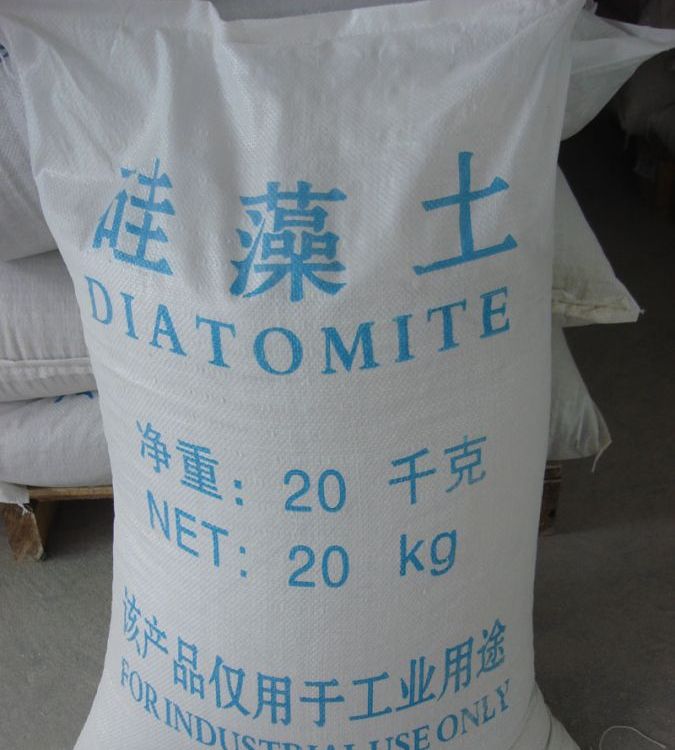 硅藻土
DIATOMITE
净重: 20 千克
NET: 20 kg
该产品仅用于工业用途
FOR INDUSTRIAL USE ONLY